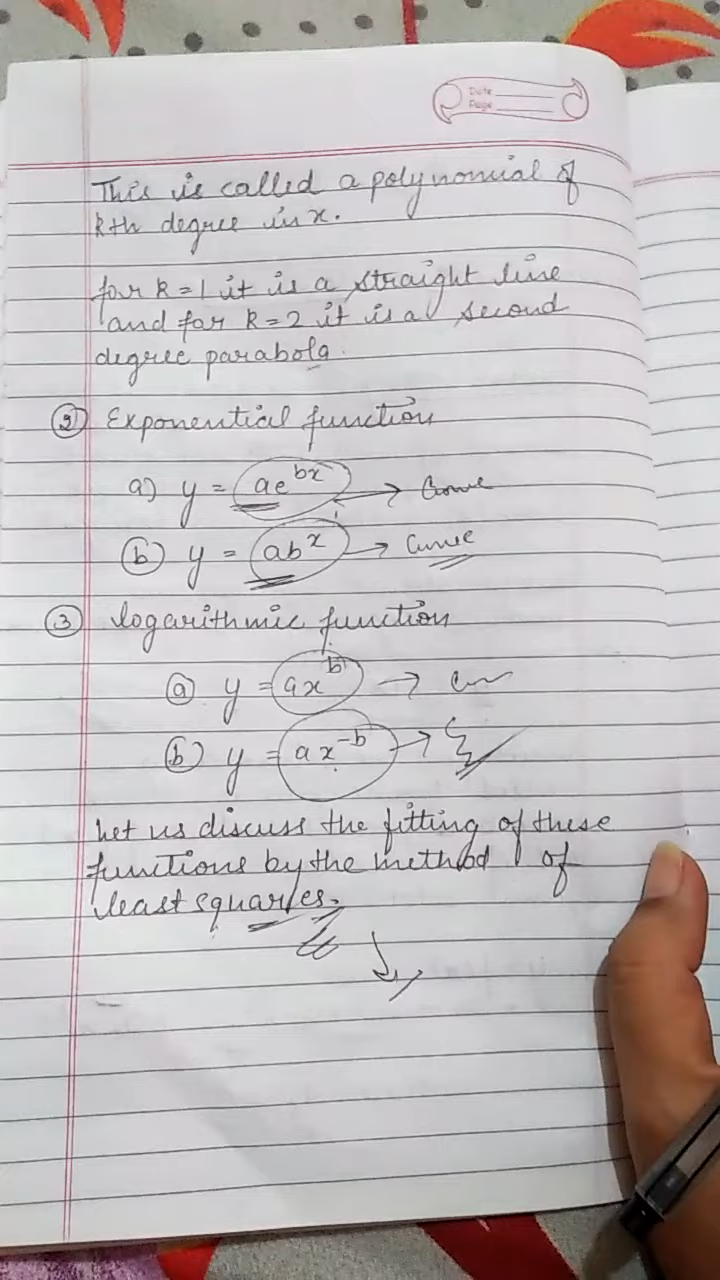 Date
Page
This is called a polynomial of
kth degree in x.
for k=1 it is a straight line
and for k=2 it is a second
degree parabola.
② Exponential function
a) y = ae^bx → Curve
ⓑ y = ab^x → Curve
③ logarithmic function
ⓐ y = ax^b →
ⓑ y = ax^-b →
Let us discuss the fitting of these
functions by the method of
least squares.